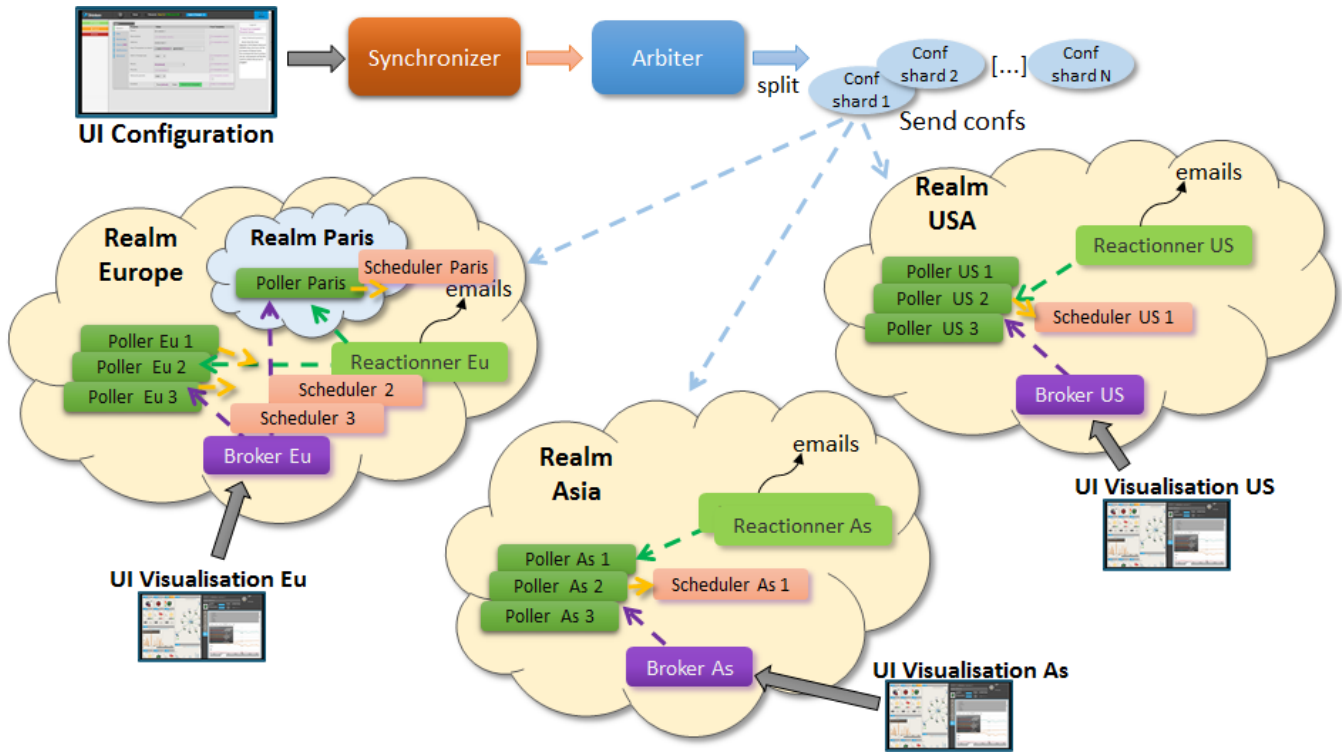 UI Configuration
Synchronizer
Arbiter
split
Conf
shard 1
Conf
shard 2
[...]
Conf
shard N
Send confs
Realm
Europe
Realm Paris
Poller Paris
Scheduler Paris
emails
Poller Eu 1
Poller Eu 2
Poller Eu 3
Reactionner Eu
Scheduler 2
Scheduler 3
Broker Eu
UI Visualisation Eu
Realm
Asia
emails
Reactionner As
Poller As 1
Poller As 2
Poller As 3
Scheduler As 1
Broker As
UI Visualisation As
Realm
USA
emails
Reactionner US
Poller US 1
Poller US 2
Poller US 3
Scheduler US 1
Broker US
UI Visualisation US